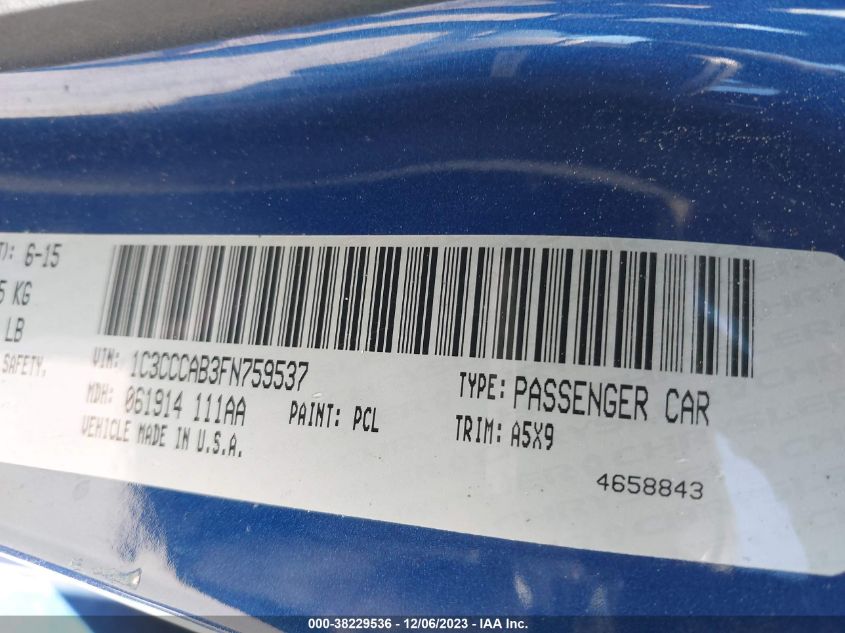 T): 6-15
5 KG
LB
SAFETY.
VIN: 1C3CCCAB3FN759537
MDH: 061914 111AA
PAINT: PCL
VEHICLE MADE IN U.S.A.
TYPE: PASSENGER CAR
TRIM: A5X9
4658843
000-38229536 - 12/06/2023 - IAA Inc.